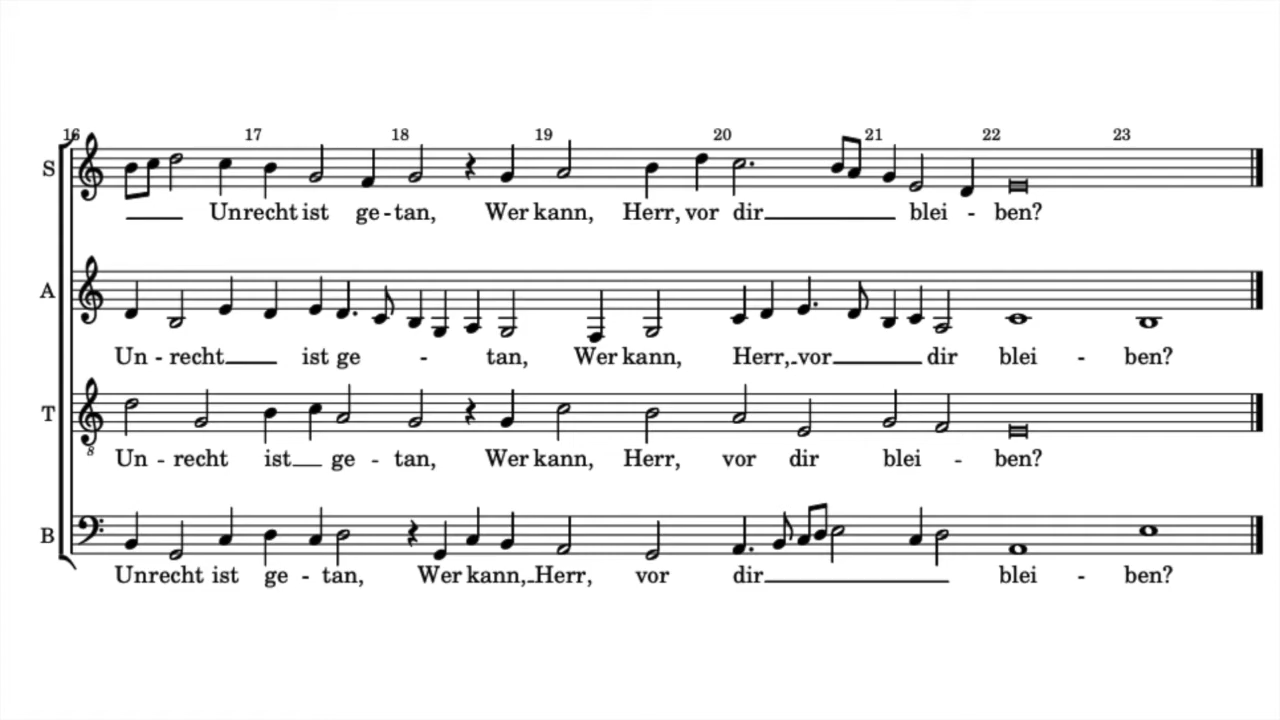 16 17 18 19 20 21 22 23
S
Unrecht ist ge - tan, Wer kann, Herr, vor dir blei - ben?
A
Un - recht ist ge - tan, Wer kann, Herr, vor dir blei - ben?
T
8
Un - recht ist ge - tan, Wer kann, Herr, vor dir blei - ben?
B
Unrecht ist ge - tan, Wer kann, Herr, vor dir blei - ben?